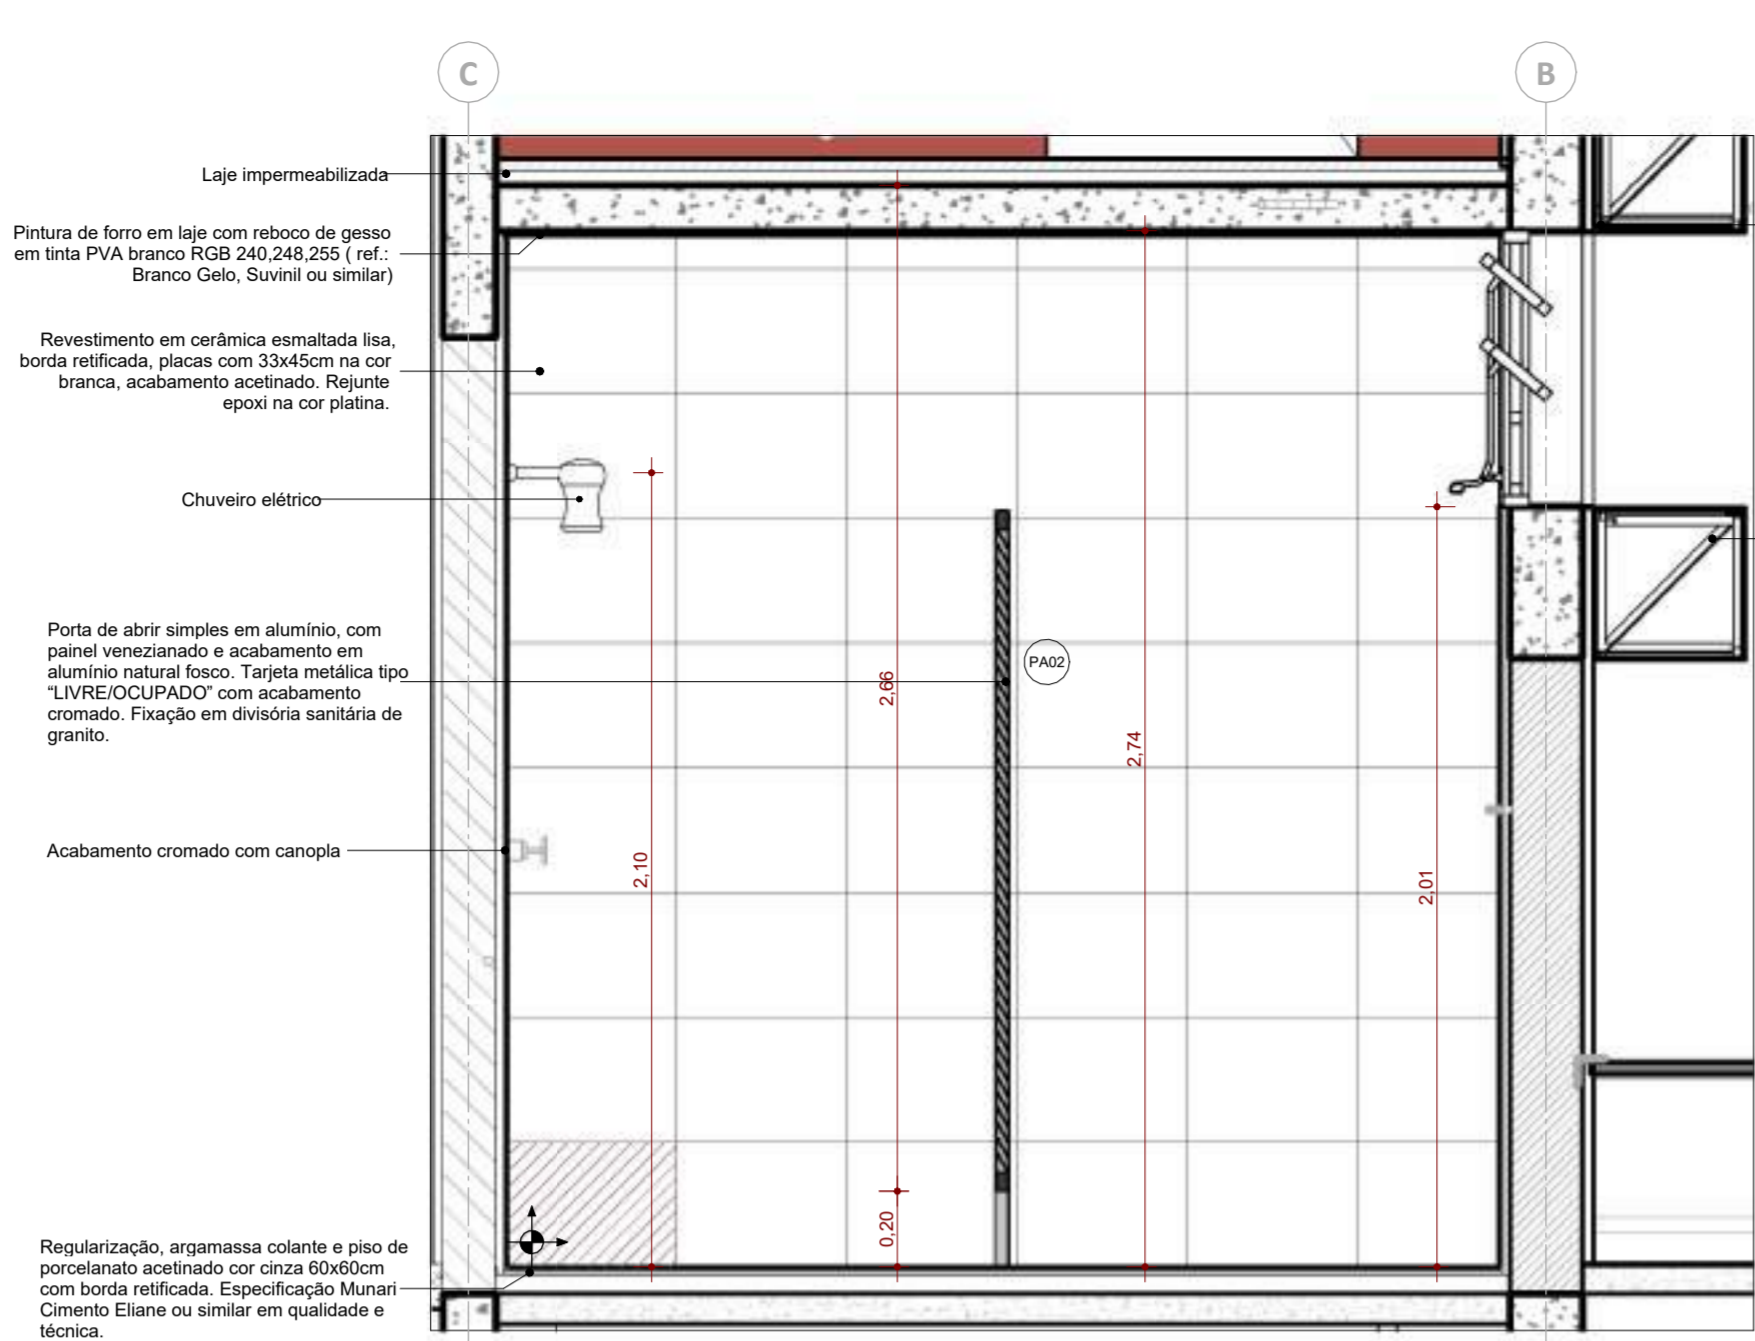 C
B
Laje impermeabilizada
Pintura de forro em laje com reboco de gesso
em tinta PVA branco RGB 240,248,255 ( ref.:
Branco Gelo, Suvinil ou similar)
Revestimento em cerâmica esmaltada lisa,
borda retificada, placas com 33x45cm na cor
branca, acabamento acetinado. Rejunte
epoxi na cor platina.
Chuveiro elétrico
Porta de abrir simples em alumínio, com
painel venezianado e acabamento em
alumínio natural fosco. Tarjeta metálica tipo
“LIVRE/OCUPADO” com acabamento
cromado. Fixação em divisória sanitária de
granito.
PA02
2,66
2,74
2,10
2,01
Acabamento cromado com canopla
0,20
Regularização, argamassa colante e piso de
porcelanato acetinado cor cinza 60x60cm
com borda retificada. Especificação Munari
Cimento Eliane ou similar em qualidade e
técnica.